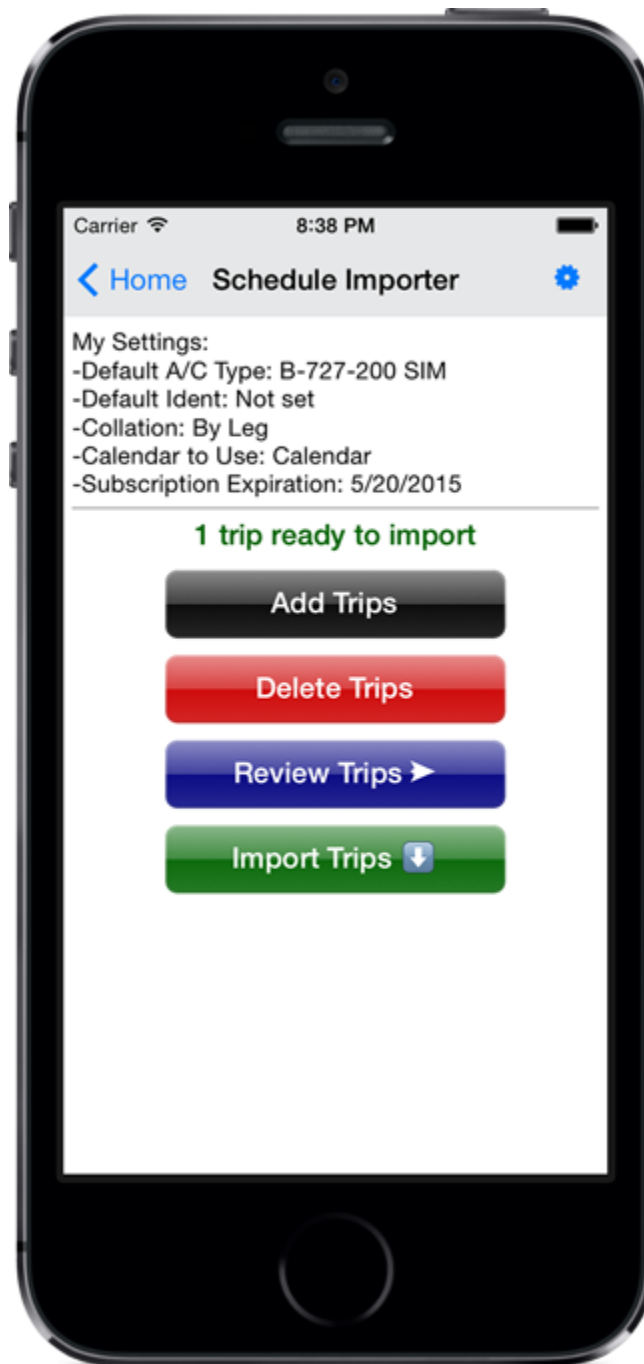 Carrier 8:38 PM
Home Schedule Importer
My Settings:
-Default A/C Type: B-727-200 SIM
-Default Ident: Not set
-Collation: By Leg
-Calendar to Use: Calendar
-Subscription Expiration: 5/20/2015
1 trip ready to import
Add Trips
Delete Trips
Review Trips
Import Trips